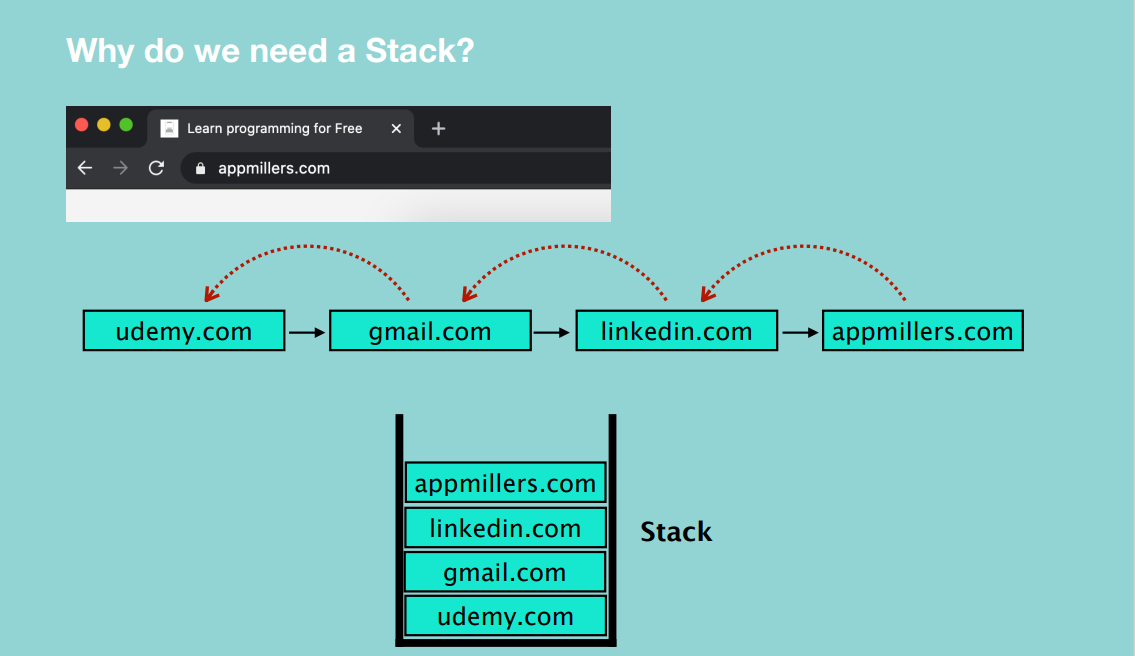 Why do we need a Stack?
Learn programming for Free
appmillers.com
udemy.com
gmail.com
linkedin.com
appmillers.com
appmillers.com
linkedin.com
Stack
gmail.com
udemy.com